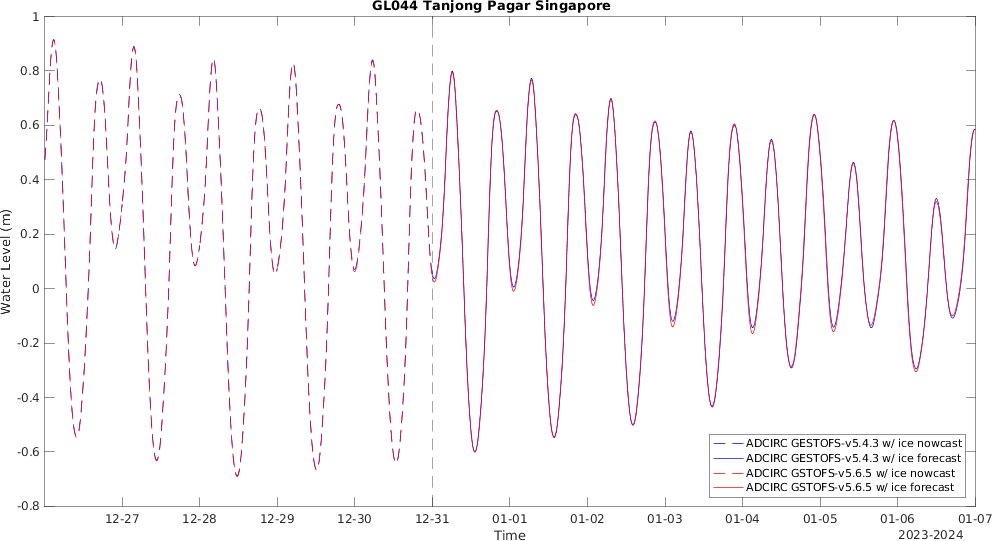 GL044 Tanjong Pagar Singapore
1
0.8
0.6
0.4
0.2
0
-0.2
-0.4
-0.6
-0.8
Water Level (m)
12-27 12-28 12-29 12-30 12-31 01-01 01-02 01-03 01-04 01-05 01-06 01-07
Time
2023-2024
ADCIRC GESTOFS-v5.4.3 w/ ice nowcast
ADCIRC GESTOFS-v5.4.3 w/ ice forecast
ADCIRC GSTOFS-v5.6.5 w/ ice nowcast
ADCIRC GSTOFS-v5.6.5 w/ ice forecast